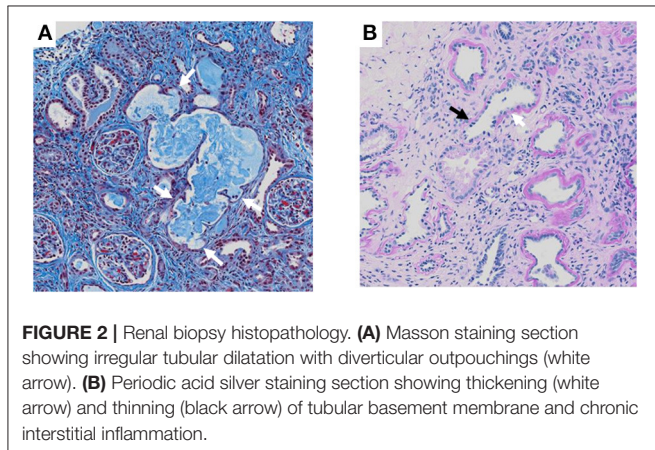 A
B
FIGURE 2 | Renal biopsy histopathology. (A) Masson staining section
showing irregular tubular dilatation with diverticular outpouchings (white
arrow). (B) Periodic acid silver staining section showing thickening (white
arrow) and thinning (black arrow) of tubular basement membrane and chronic
interstitial inflammation.